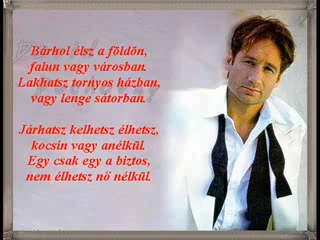 Bárhol élsz a földön,
falun vagy városban.
Lakhatsz tornyos házban,
vagy lenge sátorban.
Járhatsz kelhetsz élhetsz,
kocsin vagy anélkül.
Egy csak egy a biztos,
nem élhetsz nő nélkül.